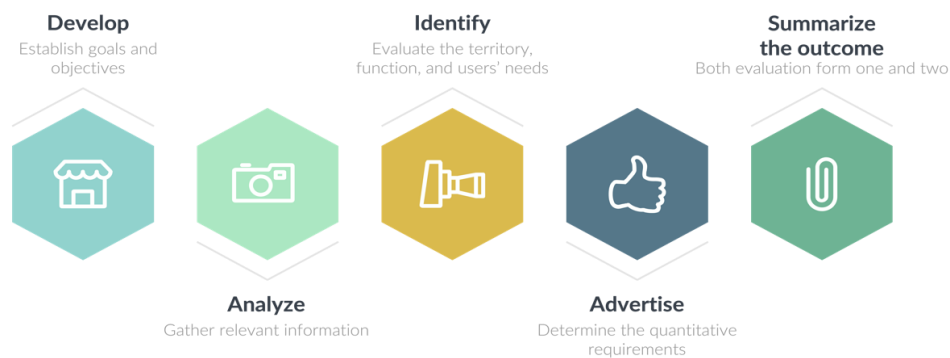 Develop
Establish goals and
objectives
Identify
Evaluate the territory,
function, and users' needs
Summarize
the outcome
Both evaluation form one and two
Analyze
Gather relevant information
Advertise
Determine the quantitative
requirements